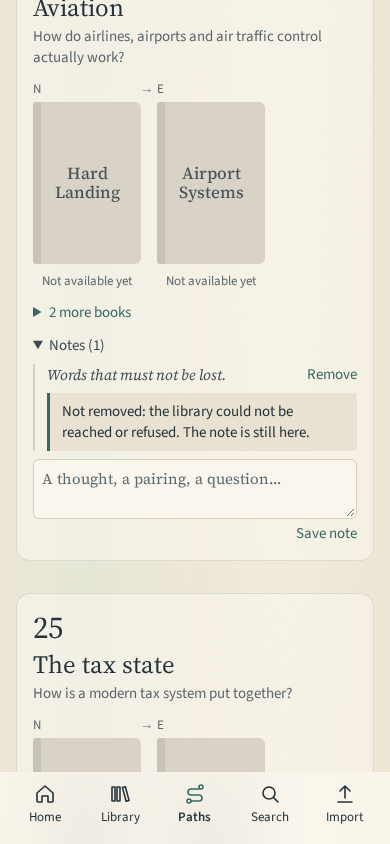 Aviation
How do airlines, airports and air traffic control
actually work?
N → E
Hard
Landing
Airport
Systems
Not available yet
Not available yet
▶ 2 more books
▼ Notes (1)
Words that must not be lost.
Remove
Not removed: the library could not be
reached or refused. The note is still here.
A thought, a pairing, a question...
Save note
25
The tax state
How is a modern tax system put together?
N → E
Home
Library
Paths
Search
Import